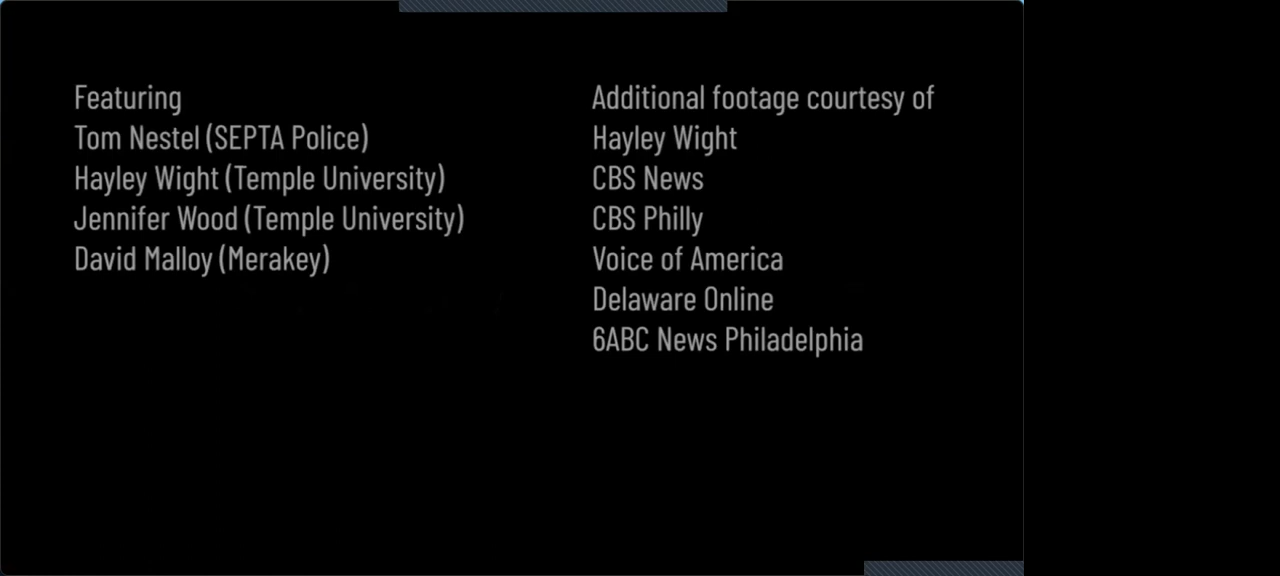 Featuring
Tom Nestel (SEPTA Police)
Hayley Wight (Temple University)
Jennifer Wood (Temple University)
David Malloy (Merakey)
Additional footage courtesy of
Hayley Wight
CBS News
CBS Philly
Voice of America
Delaware Online
6ABC News Philadelphia